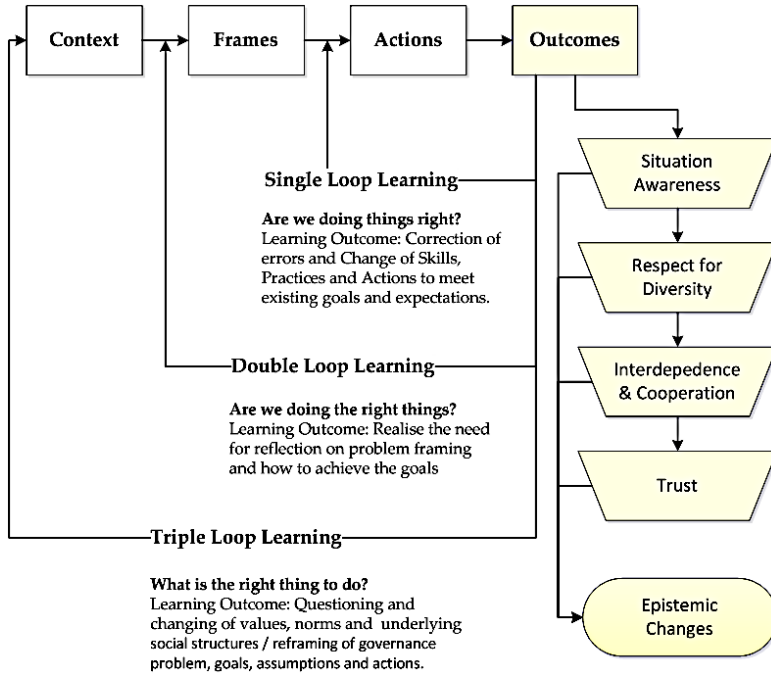 Context
Frames
Actions
Outcomes
Single Loop Learning
Are we doing things right?
Learning Outcome: Correction of
errors and Change of Skills,
Practices and Actions to meet
existing goals and expectations.
Double Loop Learning
Are we doing the right things?
Learning Outcome: Realise the need
for reflection on problem framing
and how to achieve the goals
Triple Loop Learning
What is the right thing to do?
Learning Outcome: Questioning and
changing of values, norms and underlying
social structures / reframing of governance
problem, goals, assumptions and actions.
Situation
Awareness
Respect for
Diversity
Interdepedence
& Cooperation
Trust
Epistemic
Changes